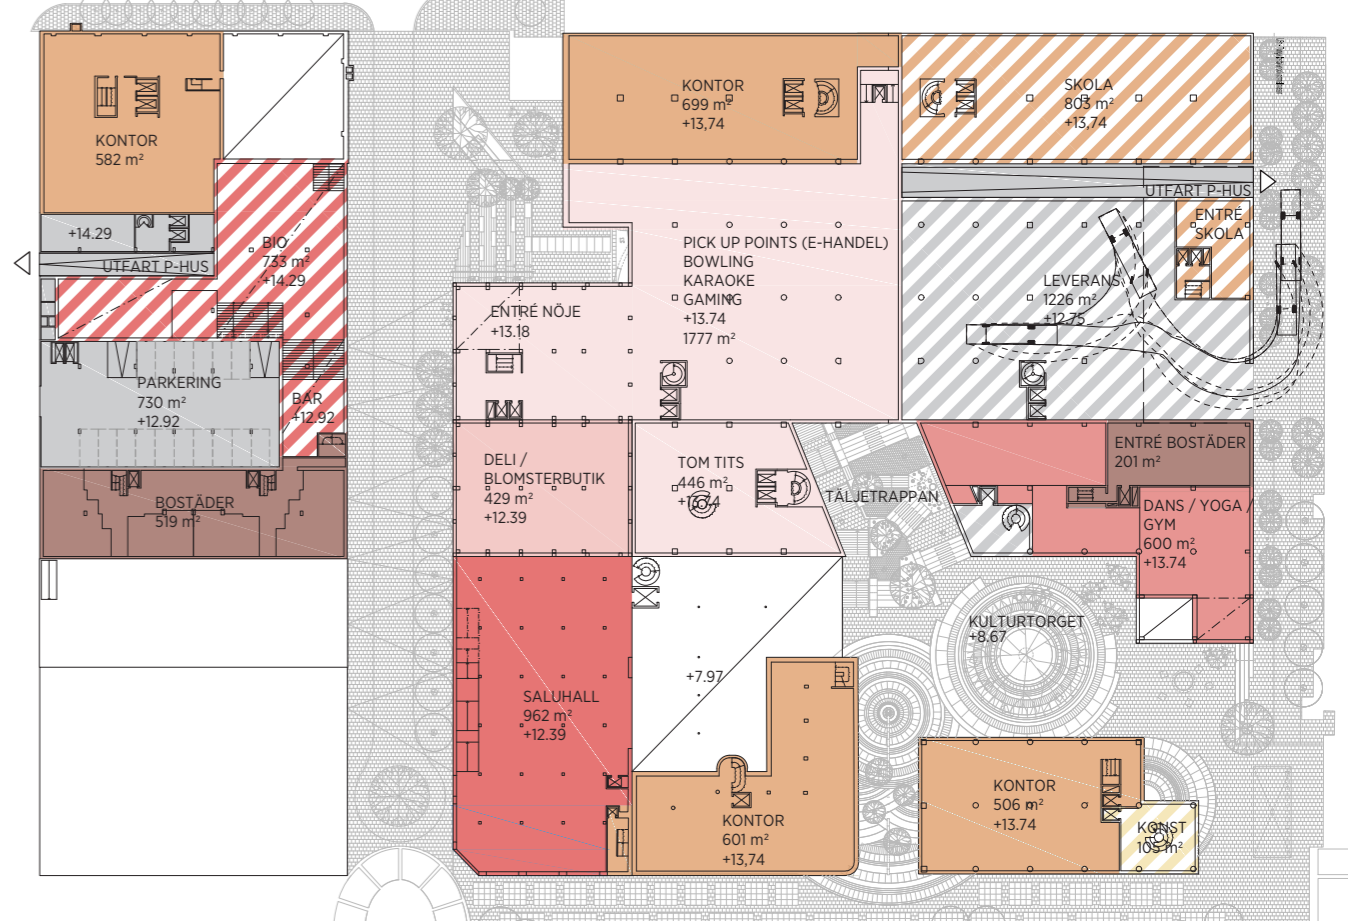 KONTOR
582 m²
+14.29
UTFART P-HUS
BIO
733 m²
+14.29
PARKERING
730 m²
+12.92
BAR
+12.92
BOSTÄDER
519 m²
KONTOR
699 m²
+13,74
SKOLA
803 m²
+13,74
UTFART P-HUS
ENTRÉ
SKOLA
PICK UP POINTS (E-HANDEL)
BOWLING
KARAOKE
GAMING
+13.74
1777 m²
LEVERANS
1226 m²
+12.75
ENTRÉ NÖJE
+13.18
DELI /
BLOMSTERBUTIK
429 m²
+12.39
TOM TITS
446 m²
TÄLJETRAPPAN
ENTRÉ BOSTÄDER
201 m²
DANS / YOGA /
GYM
600 m²
+13.74
KULTURTORGET
+8.67
SALUHALL
962 m²
+12.39
+7.97
KONTOR
601 m²
+13,74
KONTOR
506 m²
+13.74
KONST
105 m²